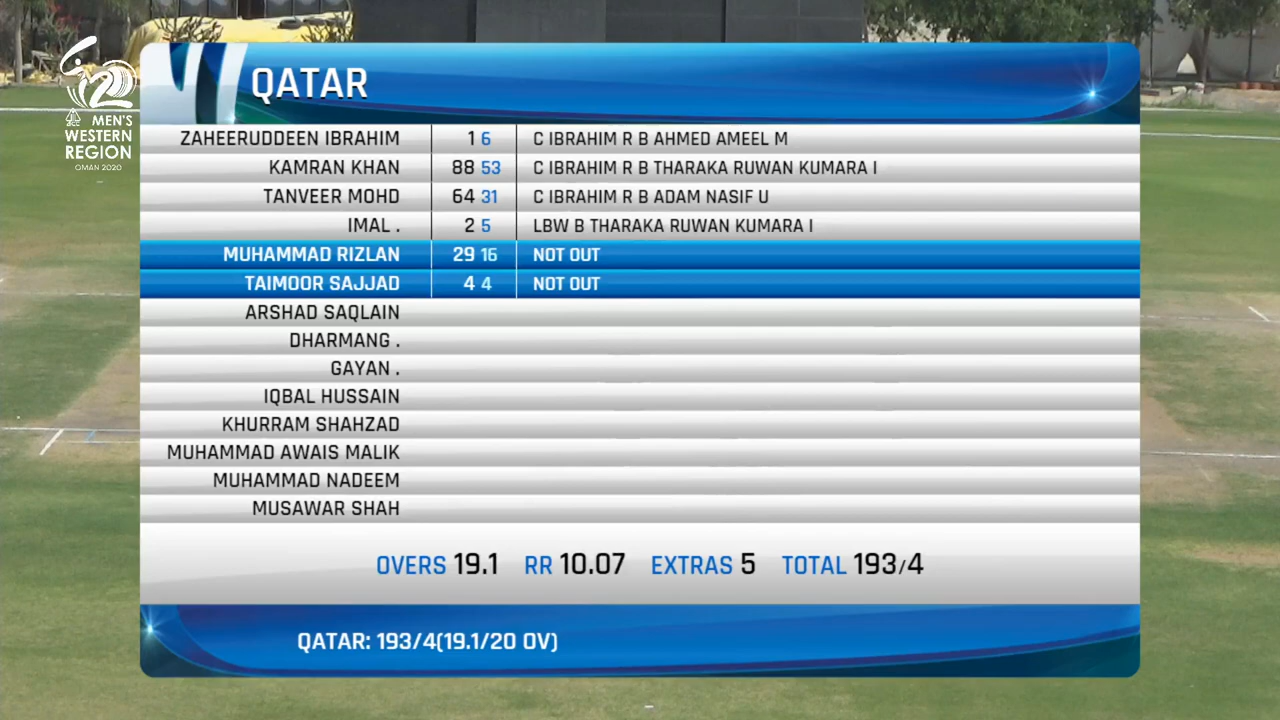 T20
MEN'S
WESTERN
REGION
OMAN 2020
QATAR
ZAHEERUDDEEN IBRAHIM 1 6 C IBRAHIM R B AHMED AMEEL M
KAMRAN KHAN 88 53 C IBRAHIM R B THARAKA RUWAN KUMARA I
TANVEER MOHD 64 31 C IBRAHIM R B ADAM NASIF U
IMAL . 2 5 LBW B THARAKA RUWAN KUMARA I
MUHAMMAD RIZLAN 29 16 NOT OUT
TAIMOOR SAJJAD 4 4 NOT OUT
ARSHAD SAQLAIN
DHARMANG .
GAYAN .
IQBAL HUSSAIN
KHURRAM SHAHZAD
MUHAMMAD AWAIS MALIK
MUHAMMAD NADEEM
MUSAWAR SHAH
OVERS 19.1 RR 10.07 EXTRAS 5 TOTAL 193/4
QATAR: 193/4(19.1/20 OV)